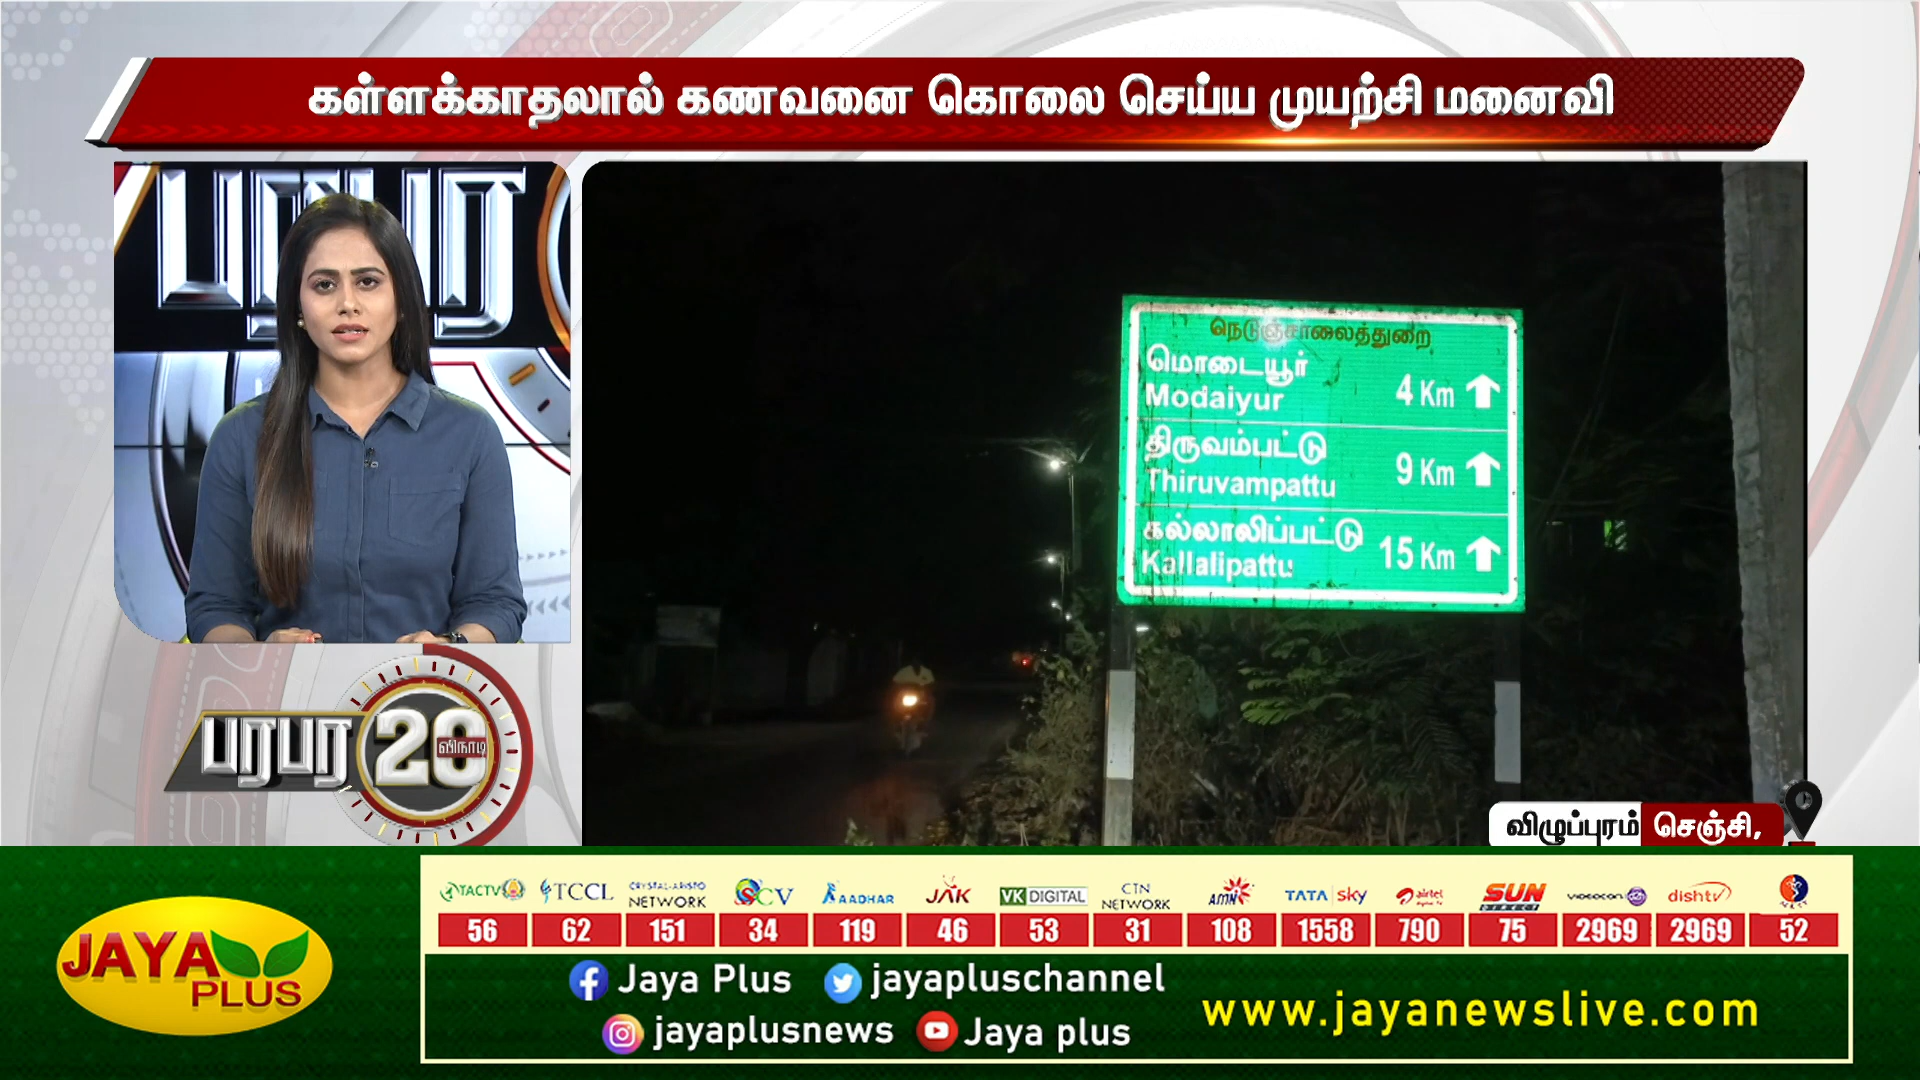 கள்ளக்காதலால் கணவனை கொலை செய்ய முயற்சி மனைவி
பரபர
நெடுஞ்சாலைத்துறை
மொடையூர்
Modaiyur 4 Km
திருவம்பட்டு
Thiruvampattu 9 Km
கல்லாலிப்பட்டு
Kallalipattu 15 Km
பரபர 20 வினாடி
விழுப்புரம் செஞ்சி,
TACTV TCCL CRYSTAL-ARISTO NETWORK SCV AADHAR JAK VK DIGITAL CTN NETWORK AMN TATA sky airtel SUN DIRECT videocon dishtv
56 62 151 34 119 46 53 31 108 1558 790 75 2969 2969 52
JAYA PLUS
Jaya Plus jayapluschannel
jayaplusnews Jaya plus
www.jayanewslive.com